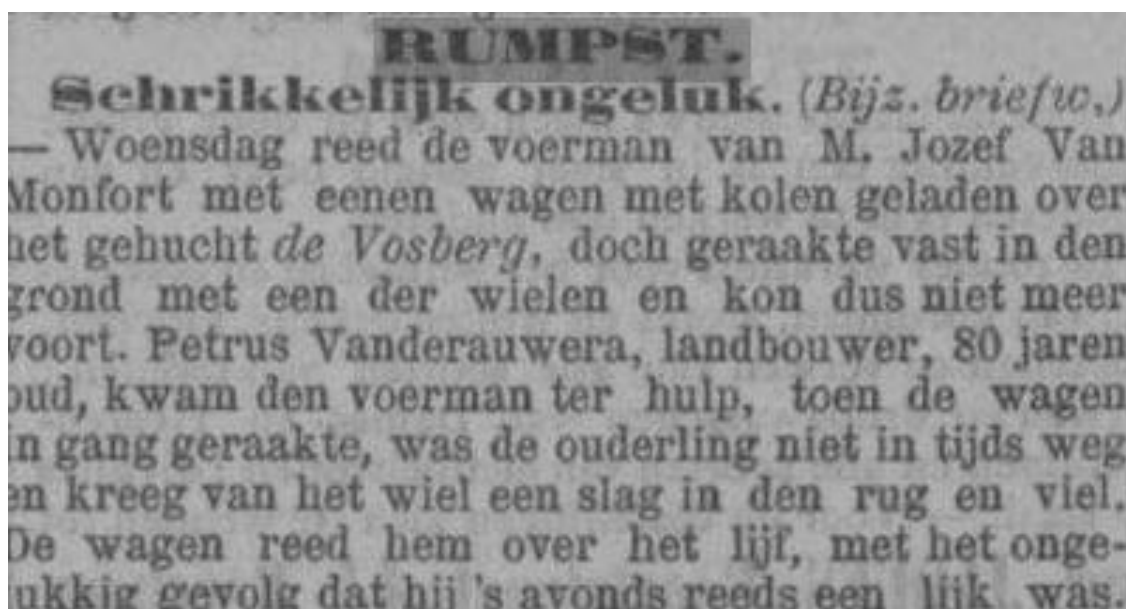 RUMPST.
Schrikkelijk ongeluk. (Bijz. briefw.)
— Woensdag reed de voerman van M. Jozef Van
Monfort met eenen wagen met kolen geladen over
het gehucht de Vosberg, doch geraakte vast in den
grond met een der wielen en kon dus niet meer
voort. Petrus Vanderauwera, landbouwer, 80 jaren
oud, kwam den voerman ter hulp, toen de wagen
in gang geraakte, was de ouderling niet in tijds weg
en kreeg van het wiel een slag in den rug en viel.
De wagen reed hem over het lijf, met het onge-
lukkig gevolg dat hij 's avonds reeds een lijk was.